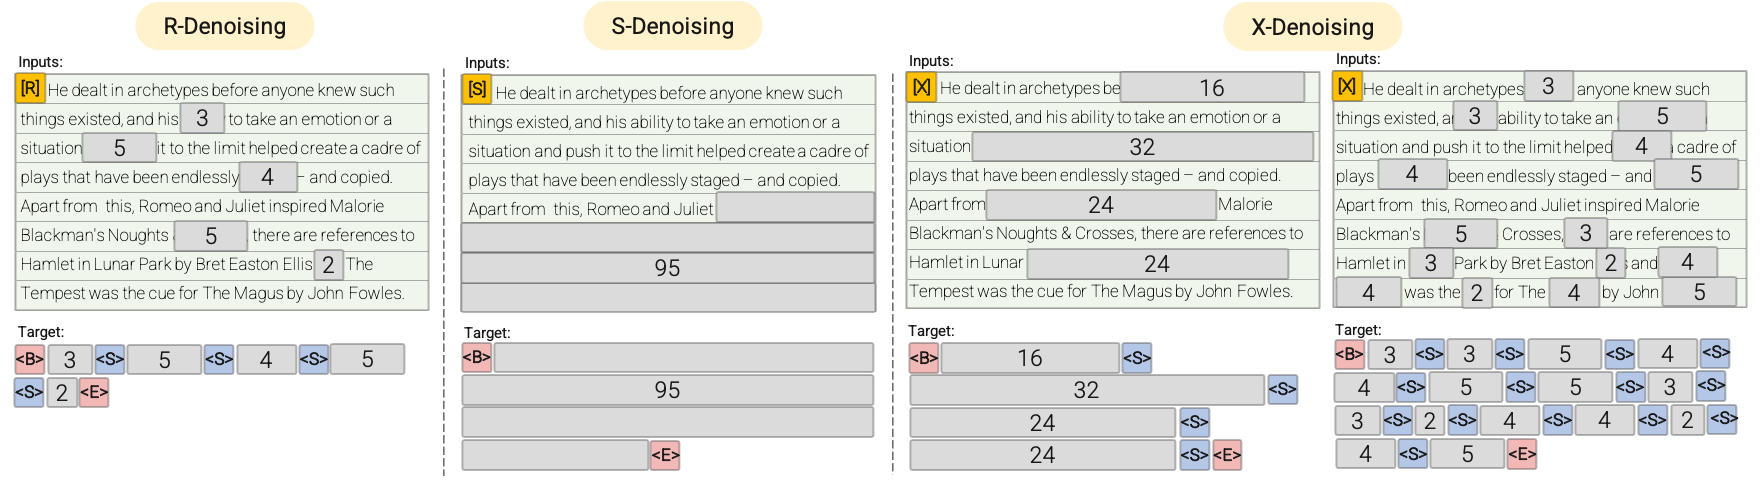 R-Denoising
Inputs:
[R] He dealt in archetypes before anyone knew such
things existed, and his 3 to take an emotion or a
situation 5 it to the limit helped create a cadre of
plays that have been endlessly 4 – and copied.
Apart from this, Romeo and Juliet inspired Malorie
Blackman's Noughts 5 there are references to
Hamlet in Lunar Park by Bret Easton Ellis 2 The
Tempest was the cue for The Magus by John Fowles.
Target:
<B> 3 <S> 5 <S> 4 <S> 5
<S> 2 <E>
S-Denoising
Inputs:
[S] He dealt in archetypes before anyone knew such
things existed, and his ability to take an emotion or a
situation and push it to the limit helped create a cadre of
plays that have been endlessly staged – and copied.
Apart from this, Romeo and Juliet
95
Target:
<B>
95
<E>
X-Denoising
Inputs:
[X] He dealt in archetypes be 16
things existed, and his ability to take an emotion or a
situation 32
plays that have been endlessly staged – and copied.
Apart from 24 Malorie
Blackman's Noughts & Crosses, there are references to
Hamlet in Lunar 24
Tempest was the cue for The Magus by John Fowles.
Target:
<B> 16 <S>
32 <S>
24 <S>
24 <S> <E>
Inputs:
[X] He dealt in archetypes 3 anyone knew such
things existed, a 3 ability to take an 5
situation and push it to the limit helped 4 cadre of
plays 4 been endlessly staged – and 5
Apart from this, Romeo and Juliet inspired Malorie
Blackman's 5 Crosses, 3 are references to
Hamlet in 3 Park by Bret Easton 2 s and 4
4 was the 2 for The 4 by John 5
Target:
<B> 3 <S> 3 <S> 5 <S> 4 <S>
4 <S> 5 <S> 5 <S> 3 <S>
3 <S> 2 <S> 4 <S> 4 <S> 2 <S>
4 <S> 5 <E>